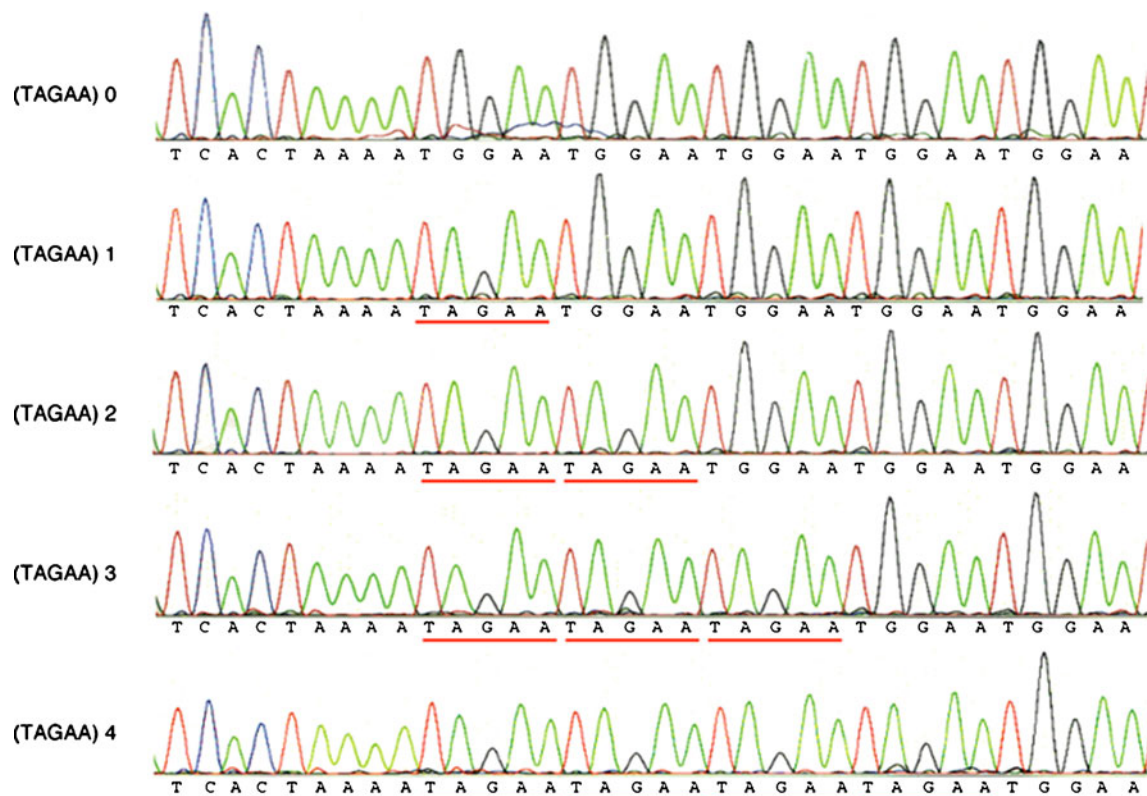 (TAGAA) 0
T C A C T A A A A T G G A A T G G A A T G G A A T G G A A T G G A A
(TAGAA) 1
T C A C T A A A A T A G A A T G G A A T G G A A T G G A A T G G A A
(TAGAA) 2
T C A C T A A A A T A G A A T A G A A T G G A A T G G A A T G G A A
(TAGAA) 3
T C A C T A A A A T A G A A T A G A A T A G A A T G G A A T G G A A
(TAGAA) 4
T C A C T A A A A T A G A A T A G A A T A G A A T A G A A T G G A A